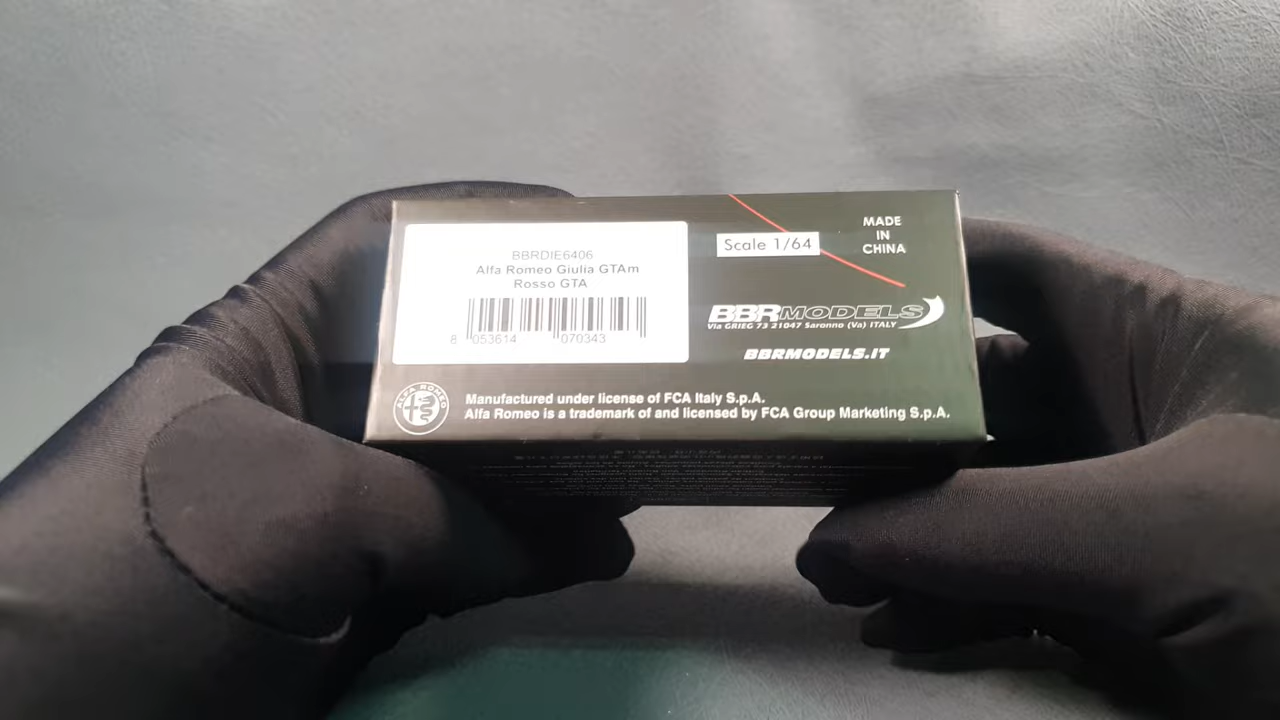 BBRDIE6406
Alfa Romeo Giulia GTAm
Rosso GTA
8 053614 070343
Scale 1/64
MADE
IN
CHINA
BBRMODELS
Via GRIEG 73 21047 Saronno (Va) ITALY
BBRMODELS.IT
ALFA ROMEO
Manufactured under license of FCA Italy S.p.A.
Alfa Romeo is a trademark of and licensed by FCA Group Marketing S.p.A.